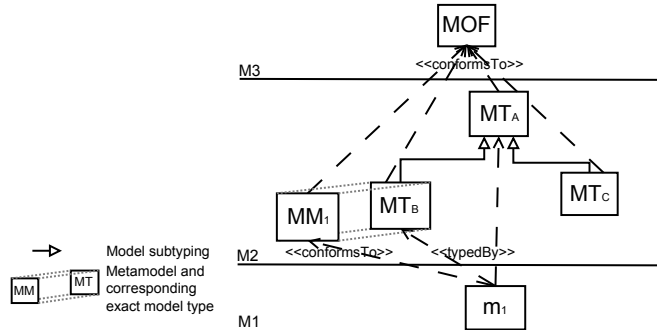 MOF
<<conformsTo>>
M3
MTA
MTB
MTC
MM1
Model subtyping
M2
<<conformsTo>>
<<typedBy>>
MM
MT
Metamodel and
corresponding
exact model type
m1
M1